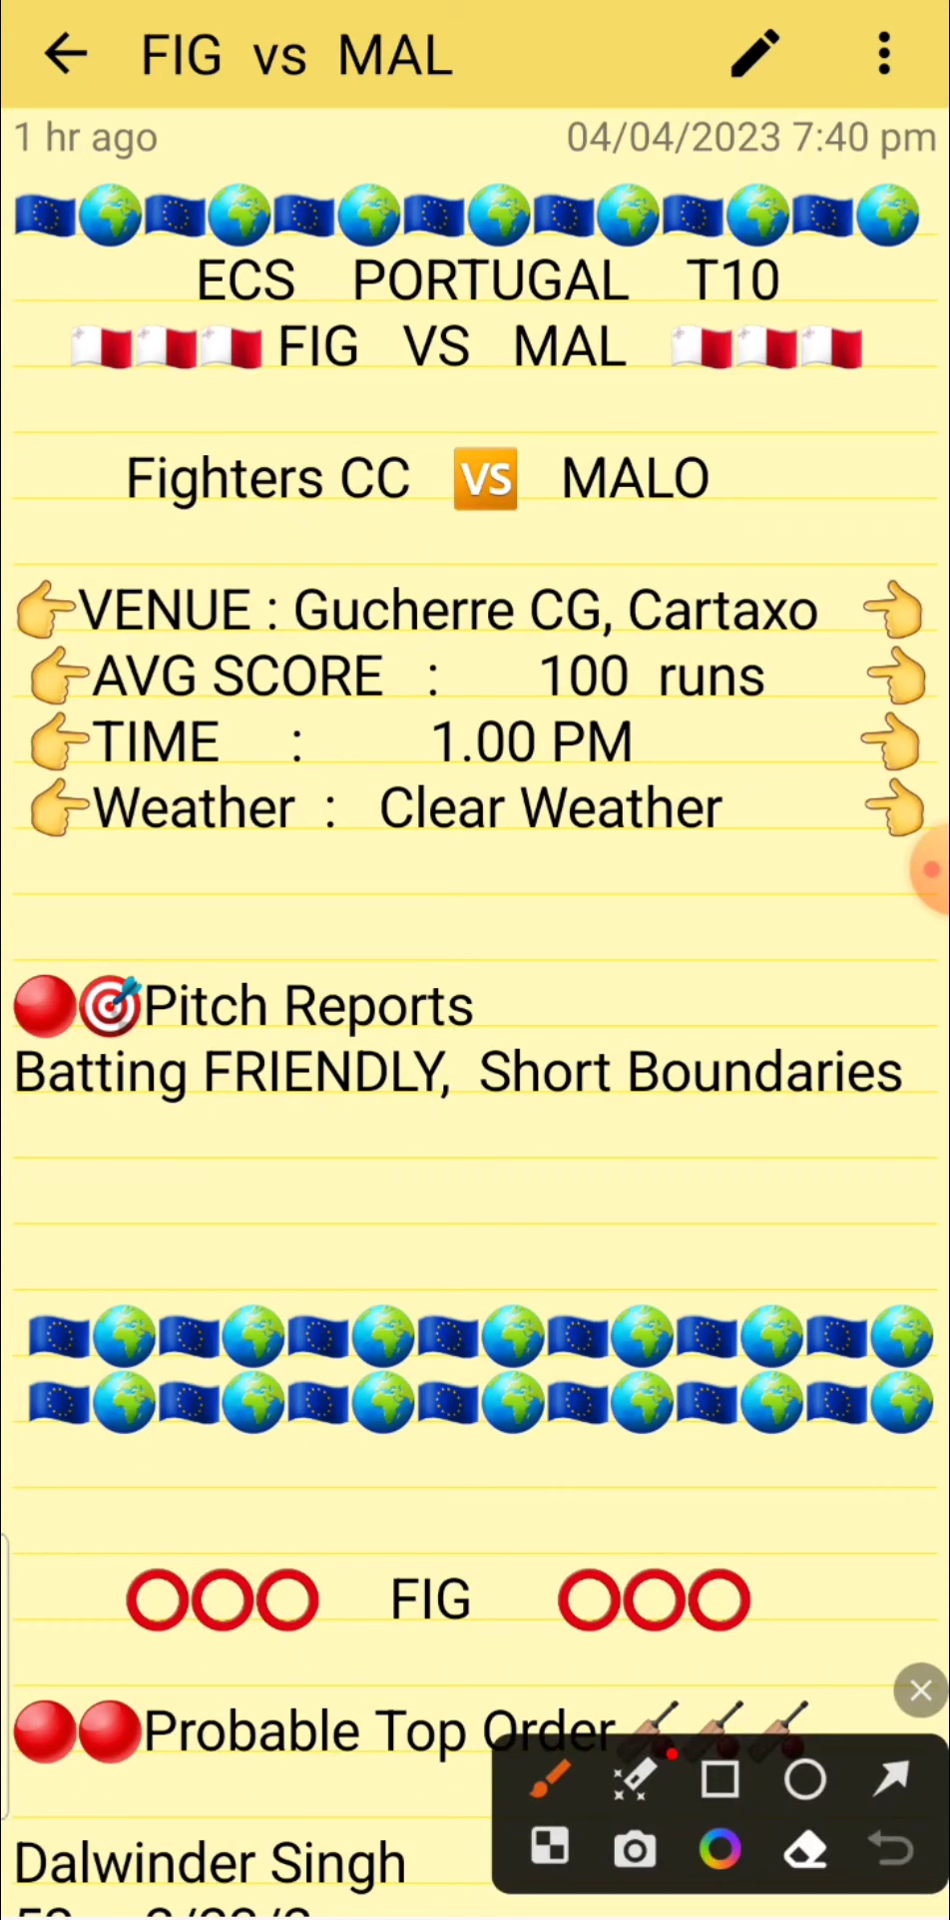 FIG vs MAL
1 hr ago 04/04/2023 7:40 pm
ECS PORTUGAL T10
FIG VS MAL
Fighters CC VS MALO
VENUE : Gucherre CG, Cartaxo
AVG SCORE : 100 runs
TIME : 1.00 PM
Weather : Clear Weather
Pitch Reports
Batting FRIENDLY, Short Boundaries
FIG
Probable Top Order
Dalwinder Singh